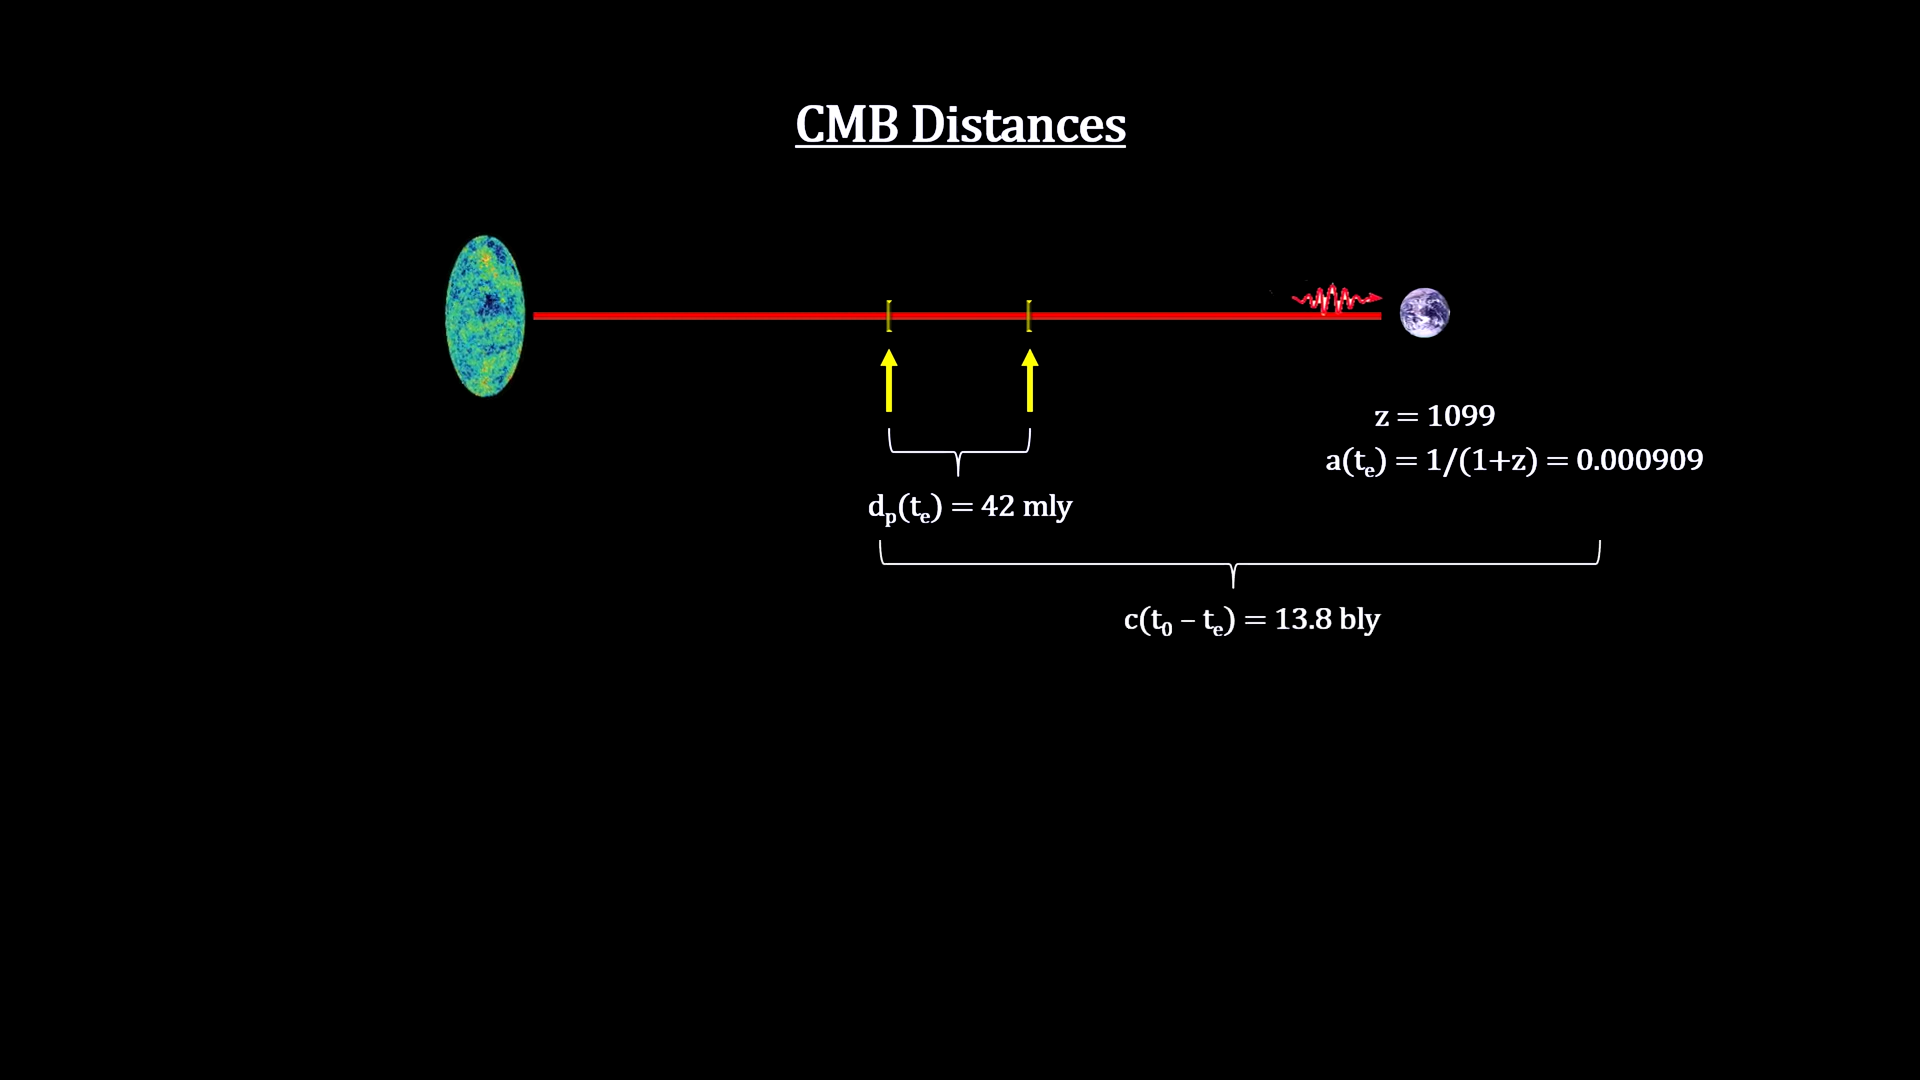 CMB Distances
z = 1099
a(tₑ) = 1/(1+z) = 0.000909
dₚ(tₑ) = 42 mly
c(t₀ – tₑ) = 13.8 bly